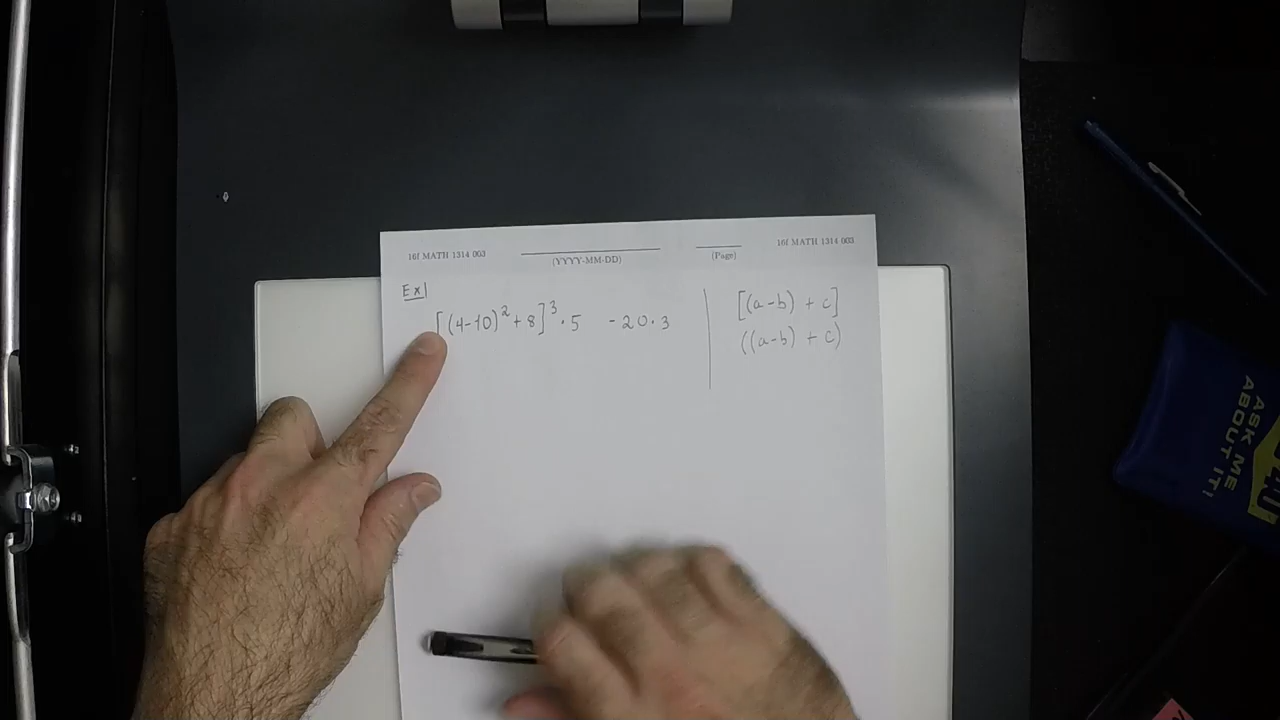 16f MATH 1314 003
(YYYY-MM-DD)
(Page)
16f MATH 1314 003
Ex1
[(4-10)² + 8]³ · 5 - 20 · 3
[(a-b) + c]
((a-b) + c)
ASK ME
ABOUT IT!